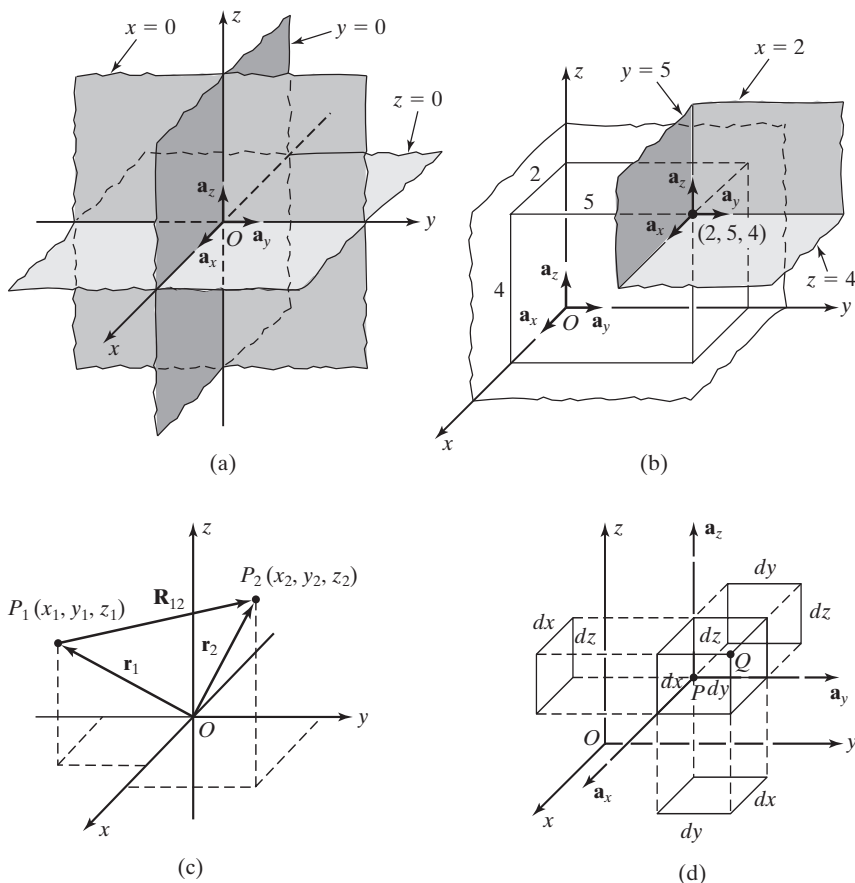 z
x = 0
y = 0
z = 0
a_z
y
O
a_y
a_x
x
(a)
z
y = 5
x = 2
2
5
a_z
a_y
a_x
(2, 5, 4)
4
a_z
z = 4
a_x
O
a_y
y
x
(b)
z
P_2 (x_2, y_2, z_2)
R_12
P_1 (x_1, y_1, z_1)
r_1
r_2
O
y
x
(c)
z
a_z
dy
dx
dz
dz
dz
Q
dx
P
dy
a_y
O
y
a_x
dx
x
dy
(d)